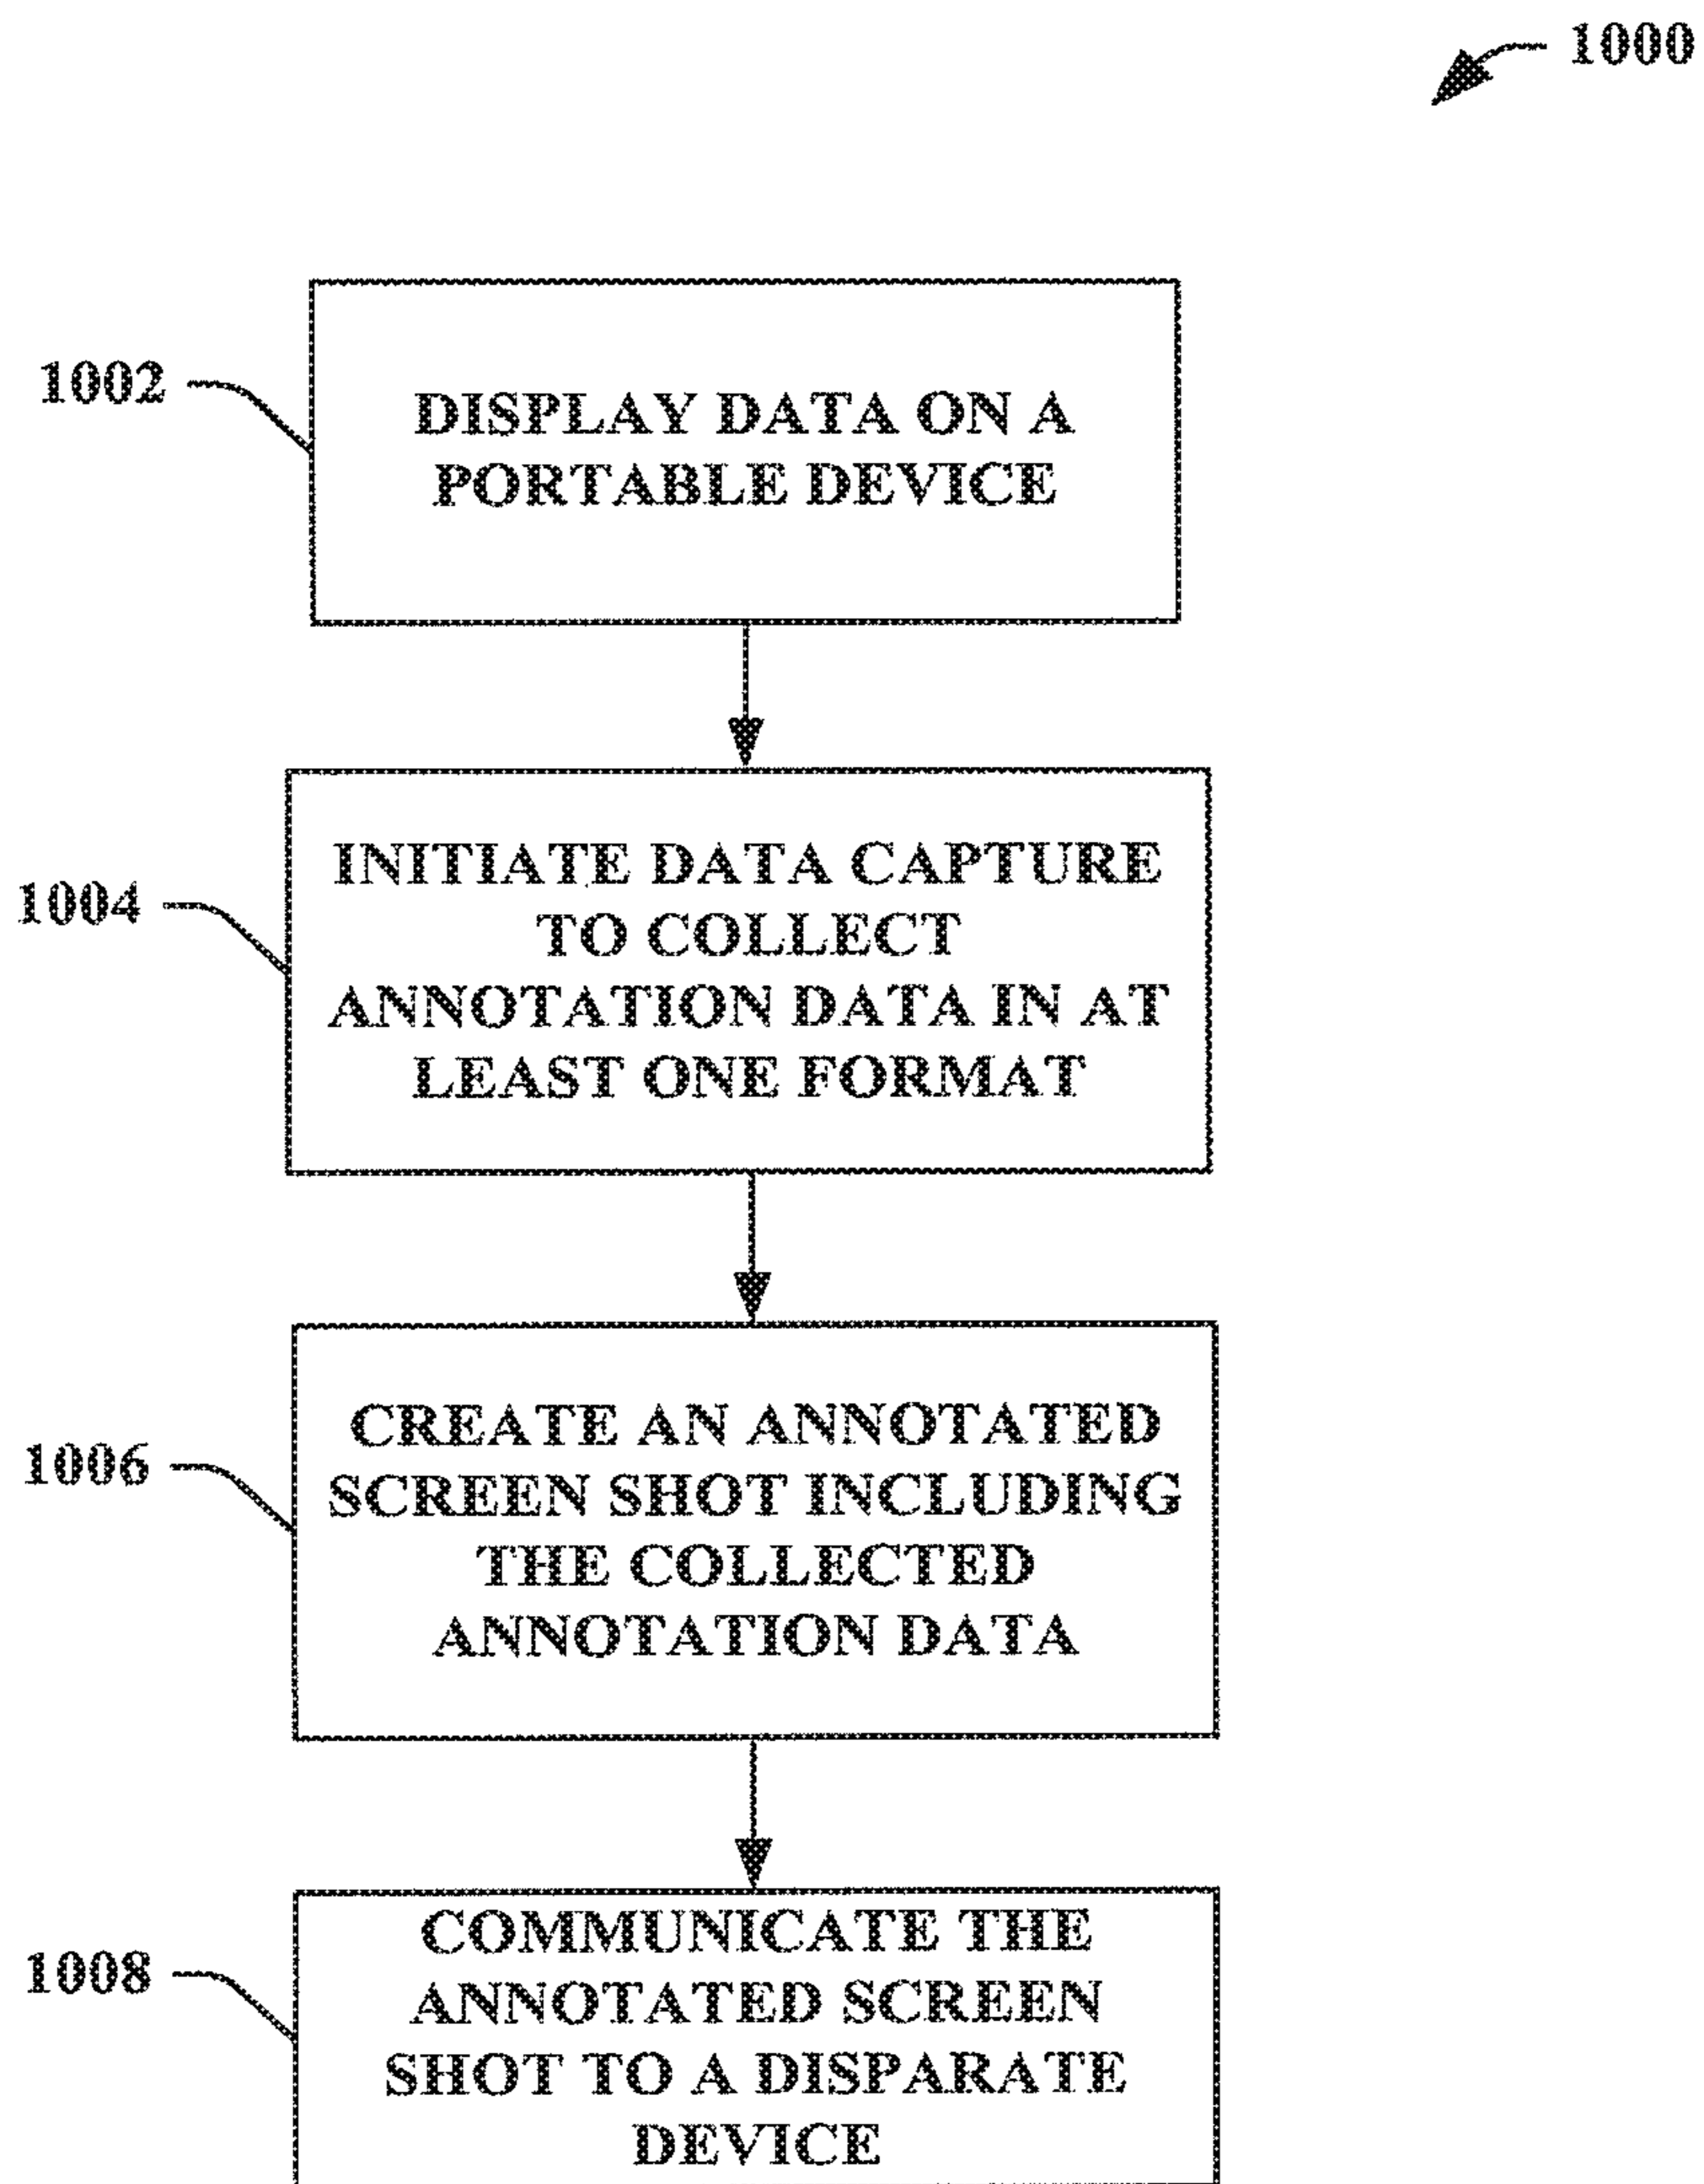 1000
1002
DISPLAY DATA ON A
PORTABLE DEVICE
1004
INITIATE DATA CAPTURE
TO COLLECT
ANNOTATION DATA IN AT
LEAST ONE FORMAT
1006
CREATE AN ANNOTATED
SCREEN SHOT INCLUDING
THE COLLECTED
ANNOTATION DATA
1008
COMMUNICATE THE
ANNOTATED SCREEN
SHOT TO A DISPARATE
DEVICE